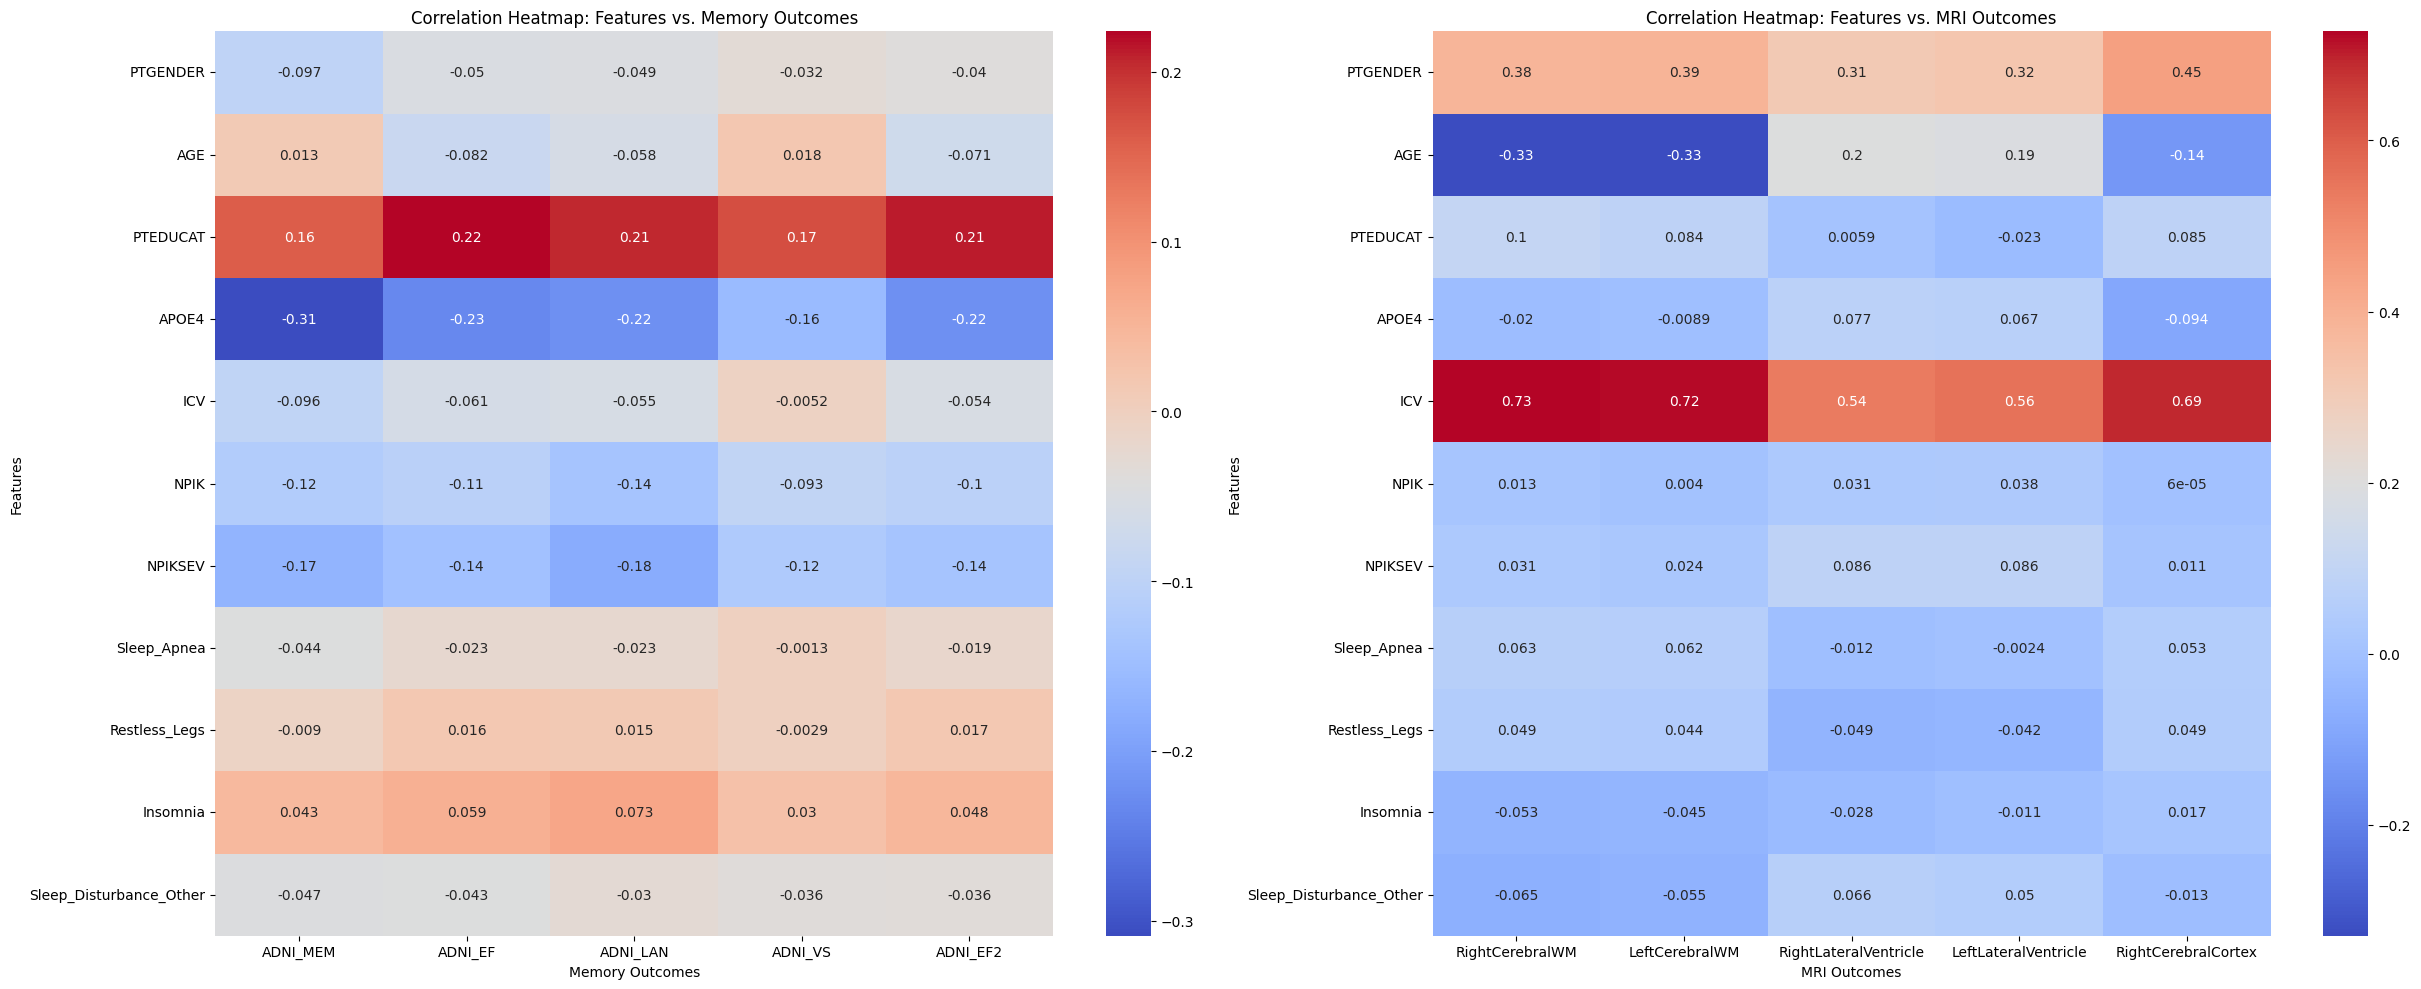 Correlation Heatmap: Features vs. Memory Outcomes
PTGENDER -0.097 -0.05 -0.049 -0.032 -0.04
AGE 0.013 -0.082 -0.058 0.018 -0.071
PTEDUCAT 0.16 0.22 0.21 0.17 0.21
APOE4 -0.31 -0.23 -0.22 -0.16 -0.22
ICV -0.096 -0.061 -0.055 -0.0052 -0.054
NPIK -0.12 -0.11 -0.14 -0.093 -0.1
NPIKSEV -0.17 -0.14 -0.18 -0.12 -0.14
Sleep_Apnea -0.044 -0.023 -0.023 -0.0013 -0.019
Restless_Legs -0.009 0.016 0.015 -0.0029 0.017
Insomnia 0.043 0.059 0.073 0.03 0.048
Sleep_Disturbance_Other -0.047 -0.043 -0.03 -0.036 -0.036
ADNI_MEM ADNI_EF ADNI_LAN ADNI_VS ADNI_EF2
Memory Outcomes
Features
0.2
0.1
0.0
−0.1
−0.2
−0.3
Correlation Heatmap: Features vs. MRI Outcomes
PTGENDER 0.38 0.39 0.31 0.32 0.45
AGE -0.33 -0.33 0.2 0.19 -0.14
PTEDUCAT 0.1 0.084 0.0059 -0.023 0.085
APOE4 -0.02 -0.0089 0.077 0.067 -0.094
ICV 0.73 0.72 0.54 0.56 0.69
NPIK 0.013 0.004 0.031 0.038 6e-05
NPIKSEV 0.031 0.024 0.086 0.086 0.011
Sleep_Apnea 0.063 0.062 -0.012 -0.0024 0.053
Restless_Legs 0.049 0.044 -0.049 -0.042 0.049
Insomnia -0.053 -0.045 -0.028 -0.011 0.017
Sleep_Disturbance_Other -0.065 -0.055 0.066 0.05 -0.013
RightCerebralWM LeftCerebralWM RightLateralVentricle LeftLateralVentricle RightCerebralCortex
MRI Outcomes
Features
0.6
0.4
0.2
0.0
−0.2